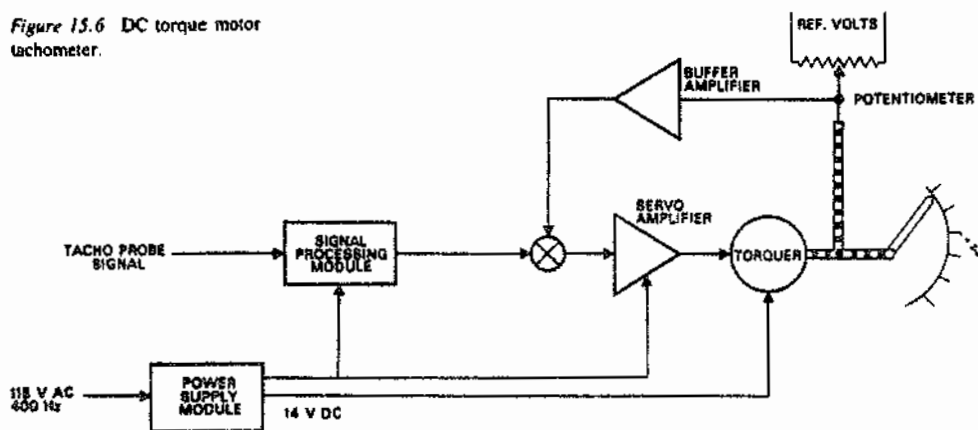 Figure 15.6 DC torque motor
tachometer.
REF. VOLTS
BUFFER
AMPLIFIER
POTENTIOMETER
SERVO
AMPLIFIER
TACHO PROBE
SIGNAL
SIGNAL
PROCESSING
MODULE
TORQUER
115 V AC
400 Hz
POWER
SUPPLY
MODULE
14 V DC